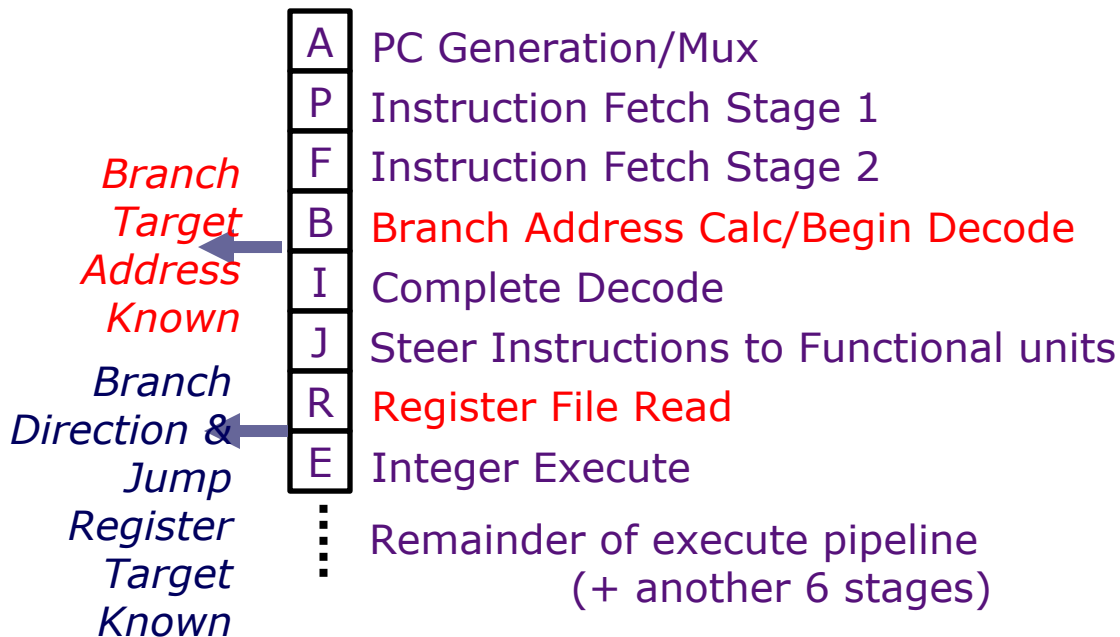 A PC Generation/Mux
P Instruction Fetch Stage 1
F Instruction Fetch Stage 2
B Branch Address Calc/Begin Decode
I Complete Decode
J Steer Instructions to Functional units
R Register File Read
E Integer Execute
Remainder of execute pipeline
(+ another 6 stages)
Branch
Target
Address
Known
Branch
Direction &
Jump
Register
Target
Known